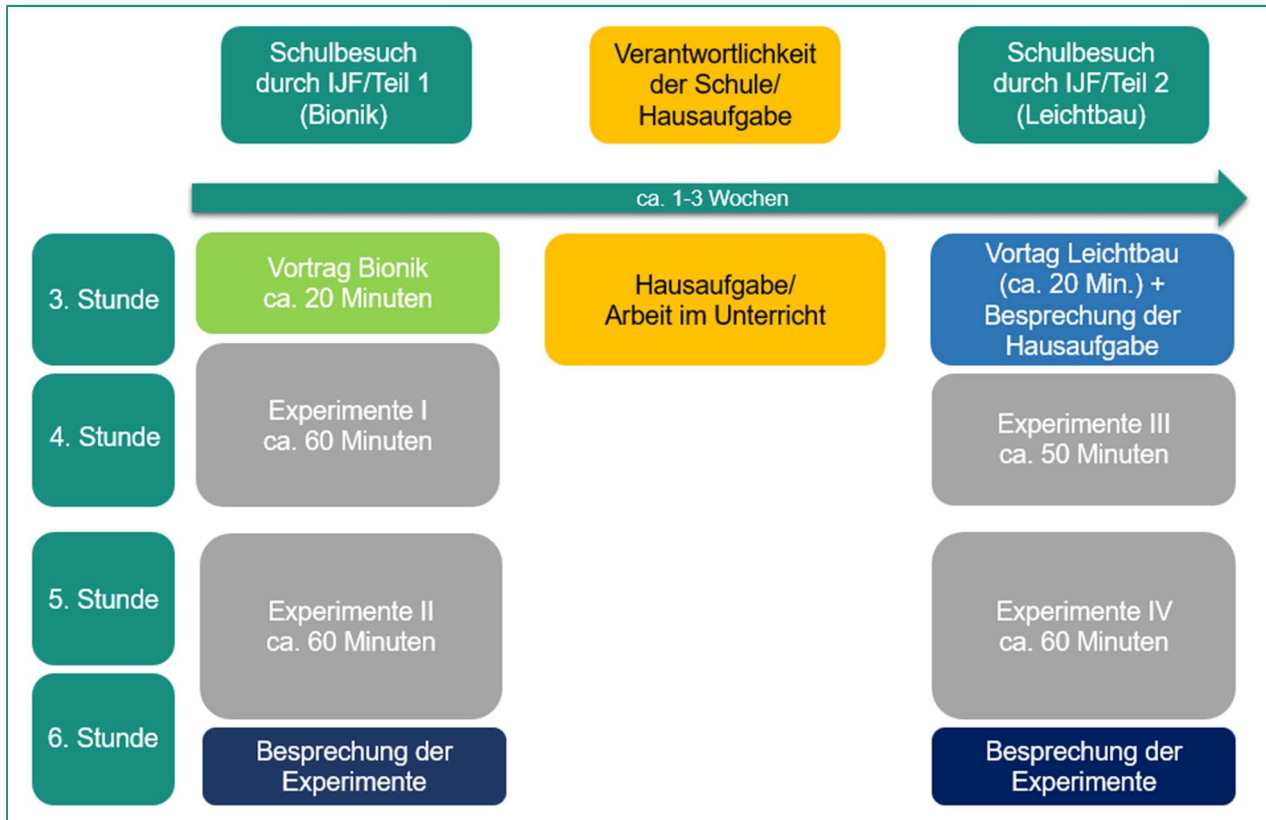 Schulbesuch
durch IJF/Teil 1
(Bionik)
Verantwortlichkeit
der Schule/
Hausaufgabe
Schulbesuch
durch IJF/Teil 2
(Leichtbau)
ca. 1-3 Wochen
3. Stunde
Vortrag Bionik
ca. 20 Minuten
Hausaufgabe/
Arbeit im Unterricht
Vortag Leichtbau
(ca. 20 Min.) +
Besprechung der
Hausaufgabe
4. Stunde
Experimente I
ca. 60 Minuten
Experimente III
ca. 50 Minuten
5. Stunde
Experimente II
ca. 60 Minuten
Experimente IV
ca. 60 Minuten
6. Stunde
Besprechung der
Experimente
Besprechung der
Experimente